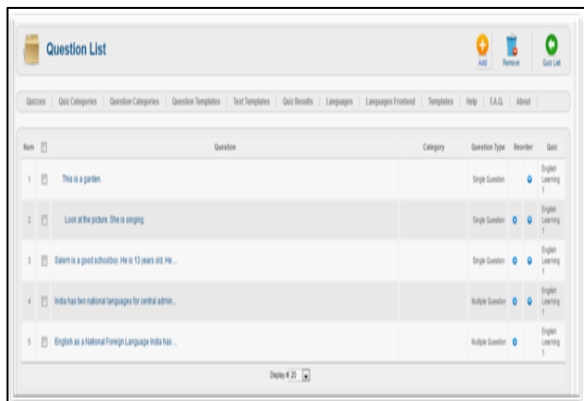 Question List
Add Remove Quiz List
Quizzes Quiz Categories Question Categories Question Templates Text Templates Quiz Results Languages Languages Frontend Templates Help F.A.Q. About
Num Question Category Question Type Reorder Quiz
1 This is a garden. Single Question English Learning 1
2 Look at the picture. She is singing. Single Question English Learning 1
3 Salem is a good schoolboy. He is 13 years old. He ... Single Question English Learning 1
4 India has two national languages for central admin... Multiple Question English Learning 1
5 English as a National Foreign Language India has ... Multiple Question English Learning 1
Display # 20